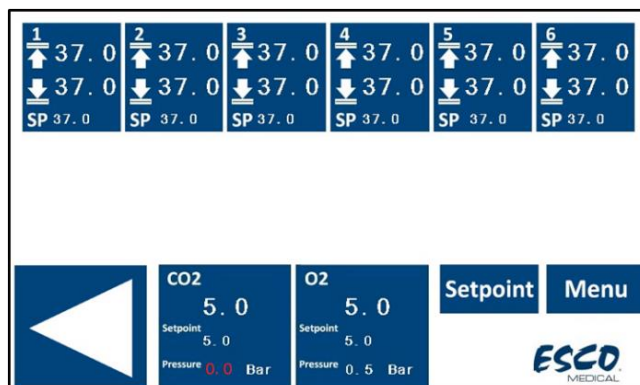 1 2 3 4 5 6
37.0 37.0 37.0 37.0 37.0 37.0
37.0 37.0 37.0 37.0 37.0 37.0
SP 37.0 SP 37.0 SP 37.0 SP 37.0 SP 37.0 SP 37.0
CO2
5.0
Setpoint
5.0
Pressure 0.0 Bar
O2
5.0
Setpoint
5.0
Pressure 0.5 Bar
Setpoint
Menu
ESCO
MEDICAL